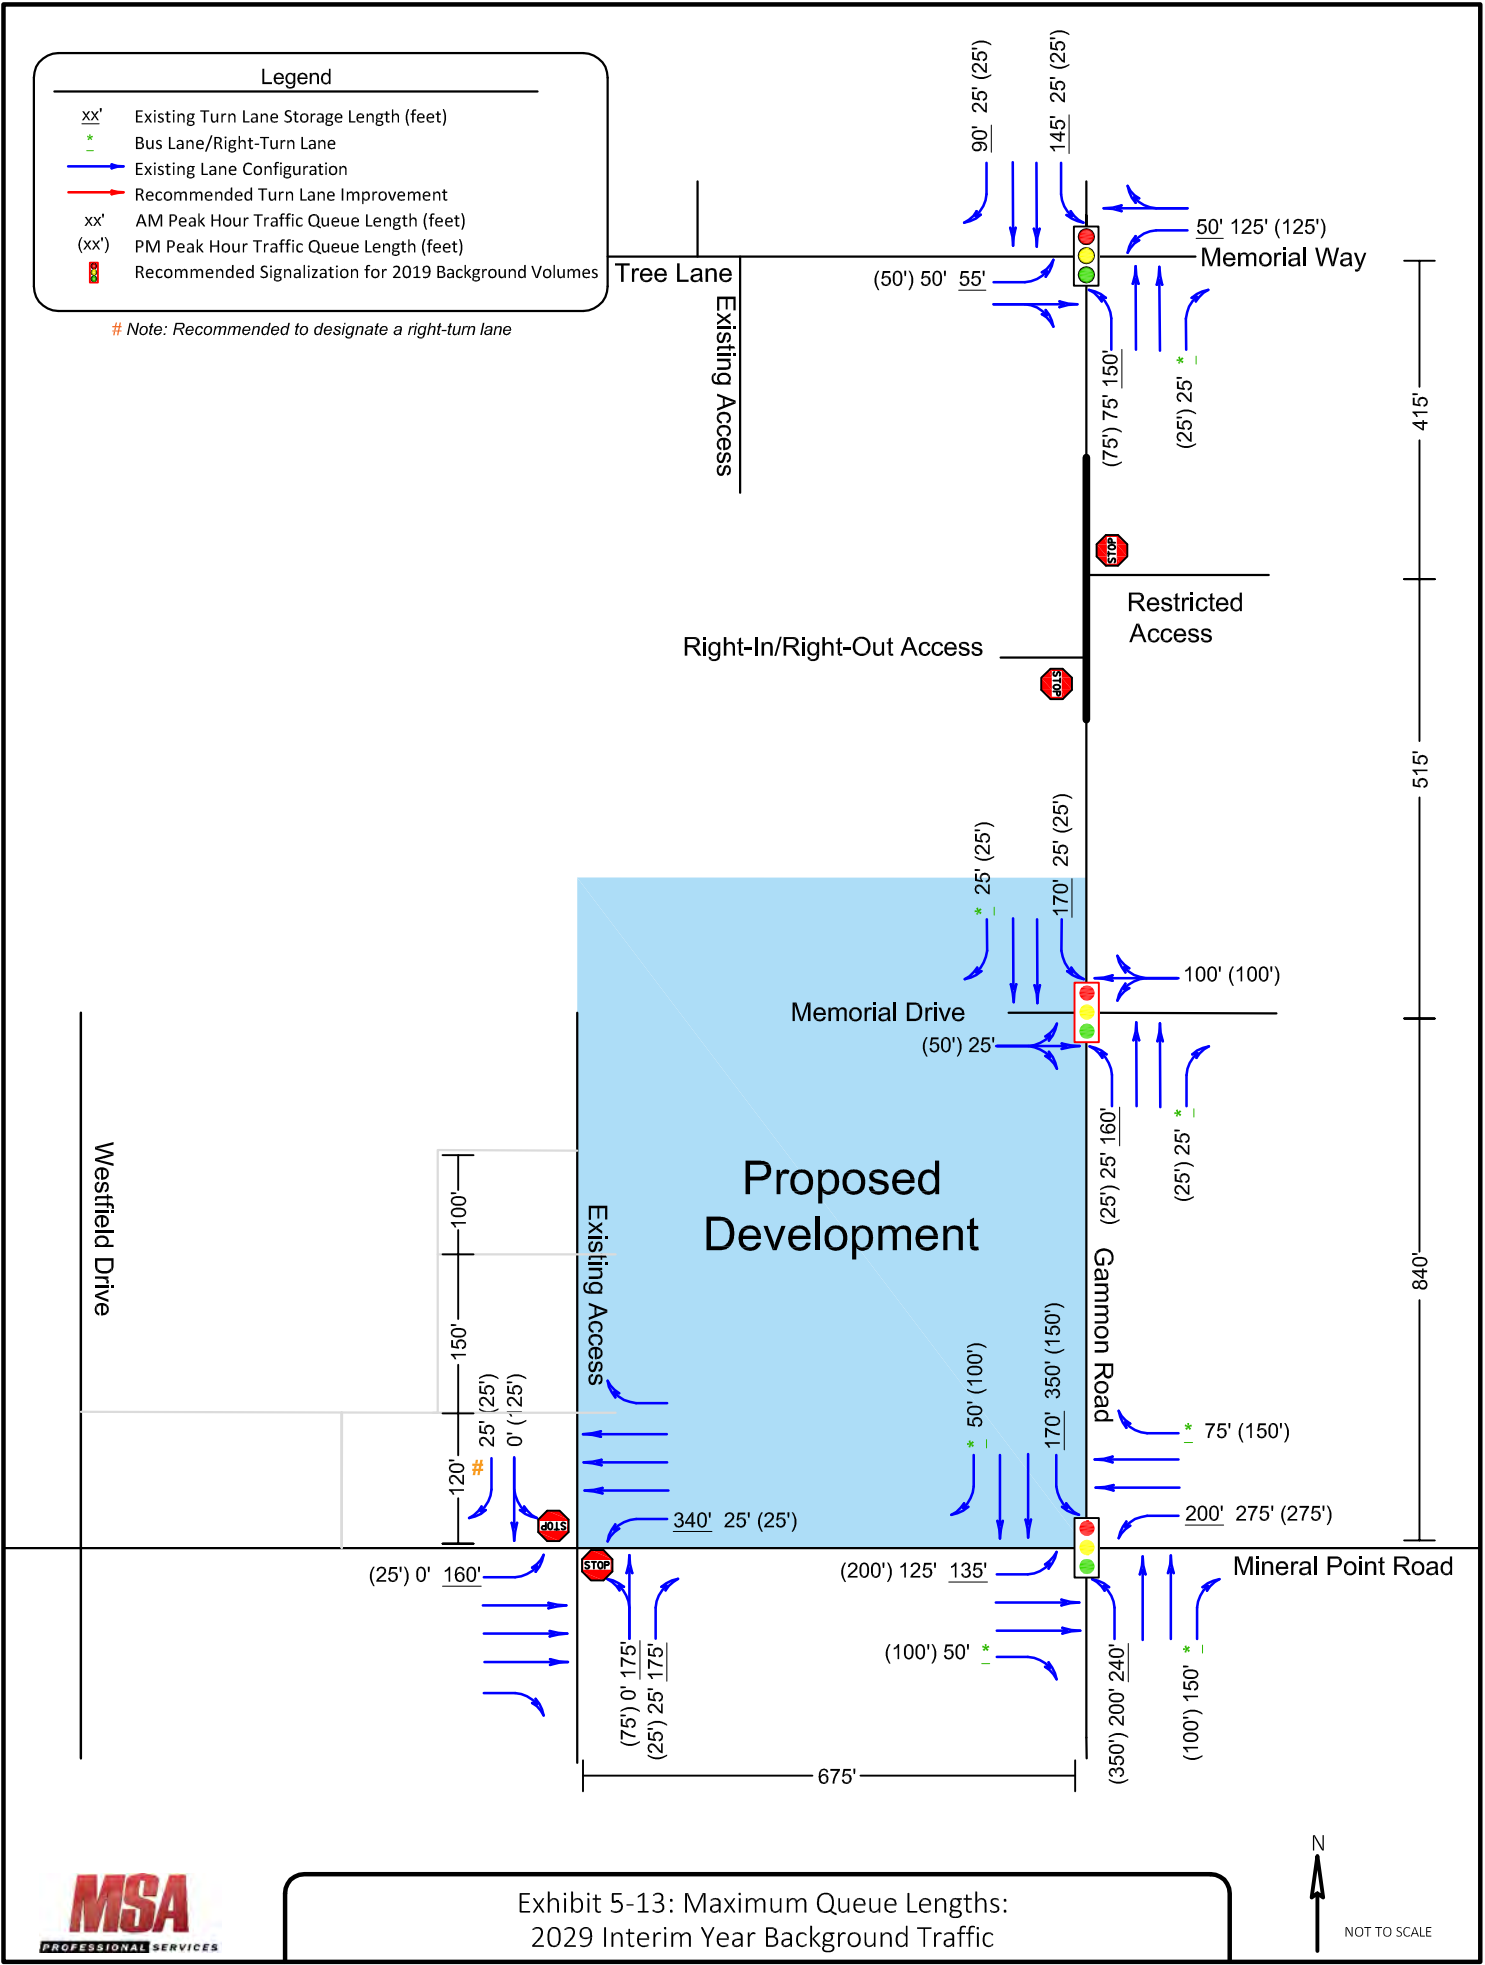 Legend
xx' Existing Turn Lane Storage Length (feet)
* Bus Lane/Right-Turn Lane
Existing Lane Configuration
Recommended Turn Lane Improvement
xx' AM Peak Hour Traffic Queue Length (feet)
(xx') PM Peak Hour Traffic Queue Length (feet)
Recommended Signalization for 2019 Background Volumes
# Note: Recommended to designate a right-turn lane
90' 25' (25')
145' 25' (25')
50' 125' (125')
Memorial Way
Tree Lane
(50') 50' 55'
Existing Access
(75') 75' 150'
(25') 25' *
415'
STOP
Restricted
Access
Right-In/Right-Out Access
STOP
515'
* 25' (25')
170' 25' (25')
100' (100')
Memorial Drive
(50') 25'
(25') 25' 160'
(25') 25' *
Proposed
Development
Westfield Drive
100'
150'
120'
Existing Access
Gammon Road
840'
# 25' (25')
0' (125')
* 50' (100')
170' 350' (150')
* 75' (150')
340' 25' (25')
200' 275' (275')
STOP
STOP
Mineral Point Road
(25') 0' 160'
(200') 125' 135'
(100') 50' *
(75') 0' 175'
(25') 25' 175'
(350') 200' 240'
(100') 150' *
675'
N
NOT TO SCALE
MSA
PROFESSIONAL SERVICES
Exhibit 5-13: Maximum Queue Lengths:
2029 Interim Year Background Traffic